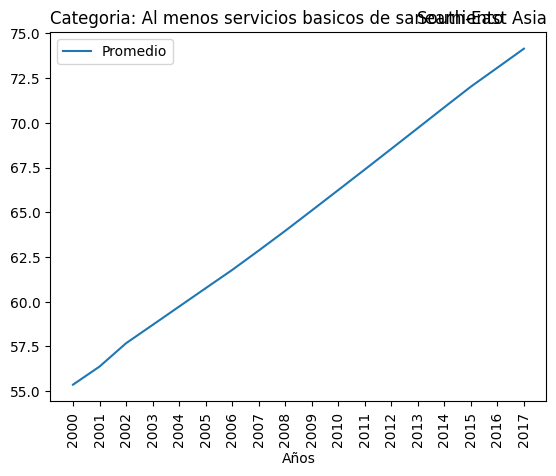 Categoria: Al menos servicios basicos de saneamiento
South-East Asia
Promedio
75.0
72.5
70.0
67.5
65.0
62.5
60.0
57.5
55.0
2000 2001 2002 2003 2004 2005 2006 2007 2008 2009 2010 2011 2012 2013 2014 2015 2016 2017
Años